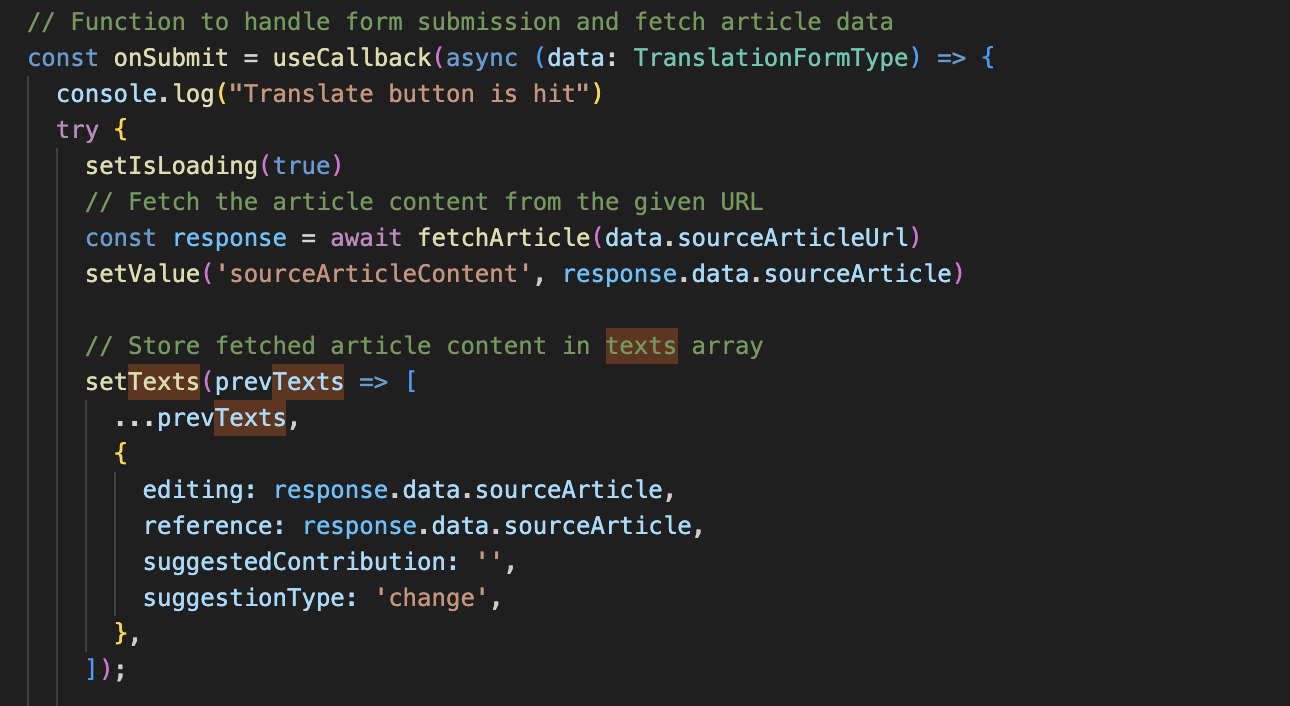 // Function to handle form submission and fetch article data
const onSubmit = useCallback(async (data: TranslationFormType) => {
console.log("Translate button is hit")
try {
setIsLoading(true)
// Fetch the article content from the given URL
const response = await fetchArticle(data.sourceArticleUrl)
setValue('sourceArticleContent', response.data.sourceArticle)
// Store fetched article content in texts array
setTexts(prevTexts => [
...prevTexts,
{
editing: response.data.sourceArticle,
reference: response.data.sourceArticle,
suggestedContribution: '',
suggestionType: 'change',
},
]);